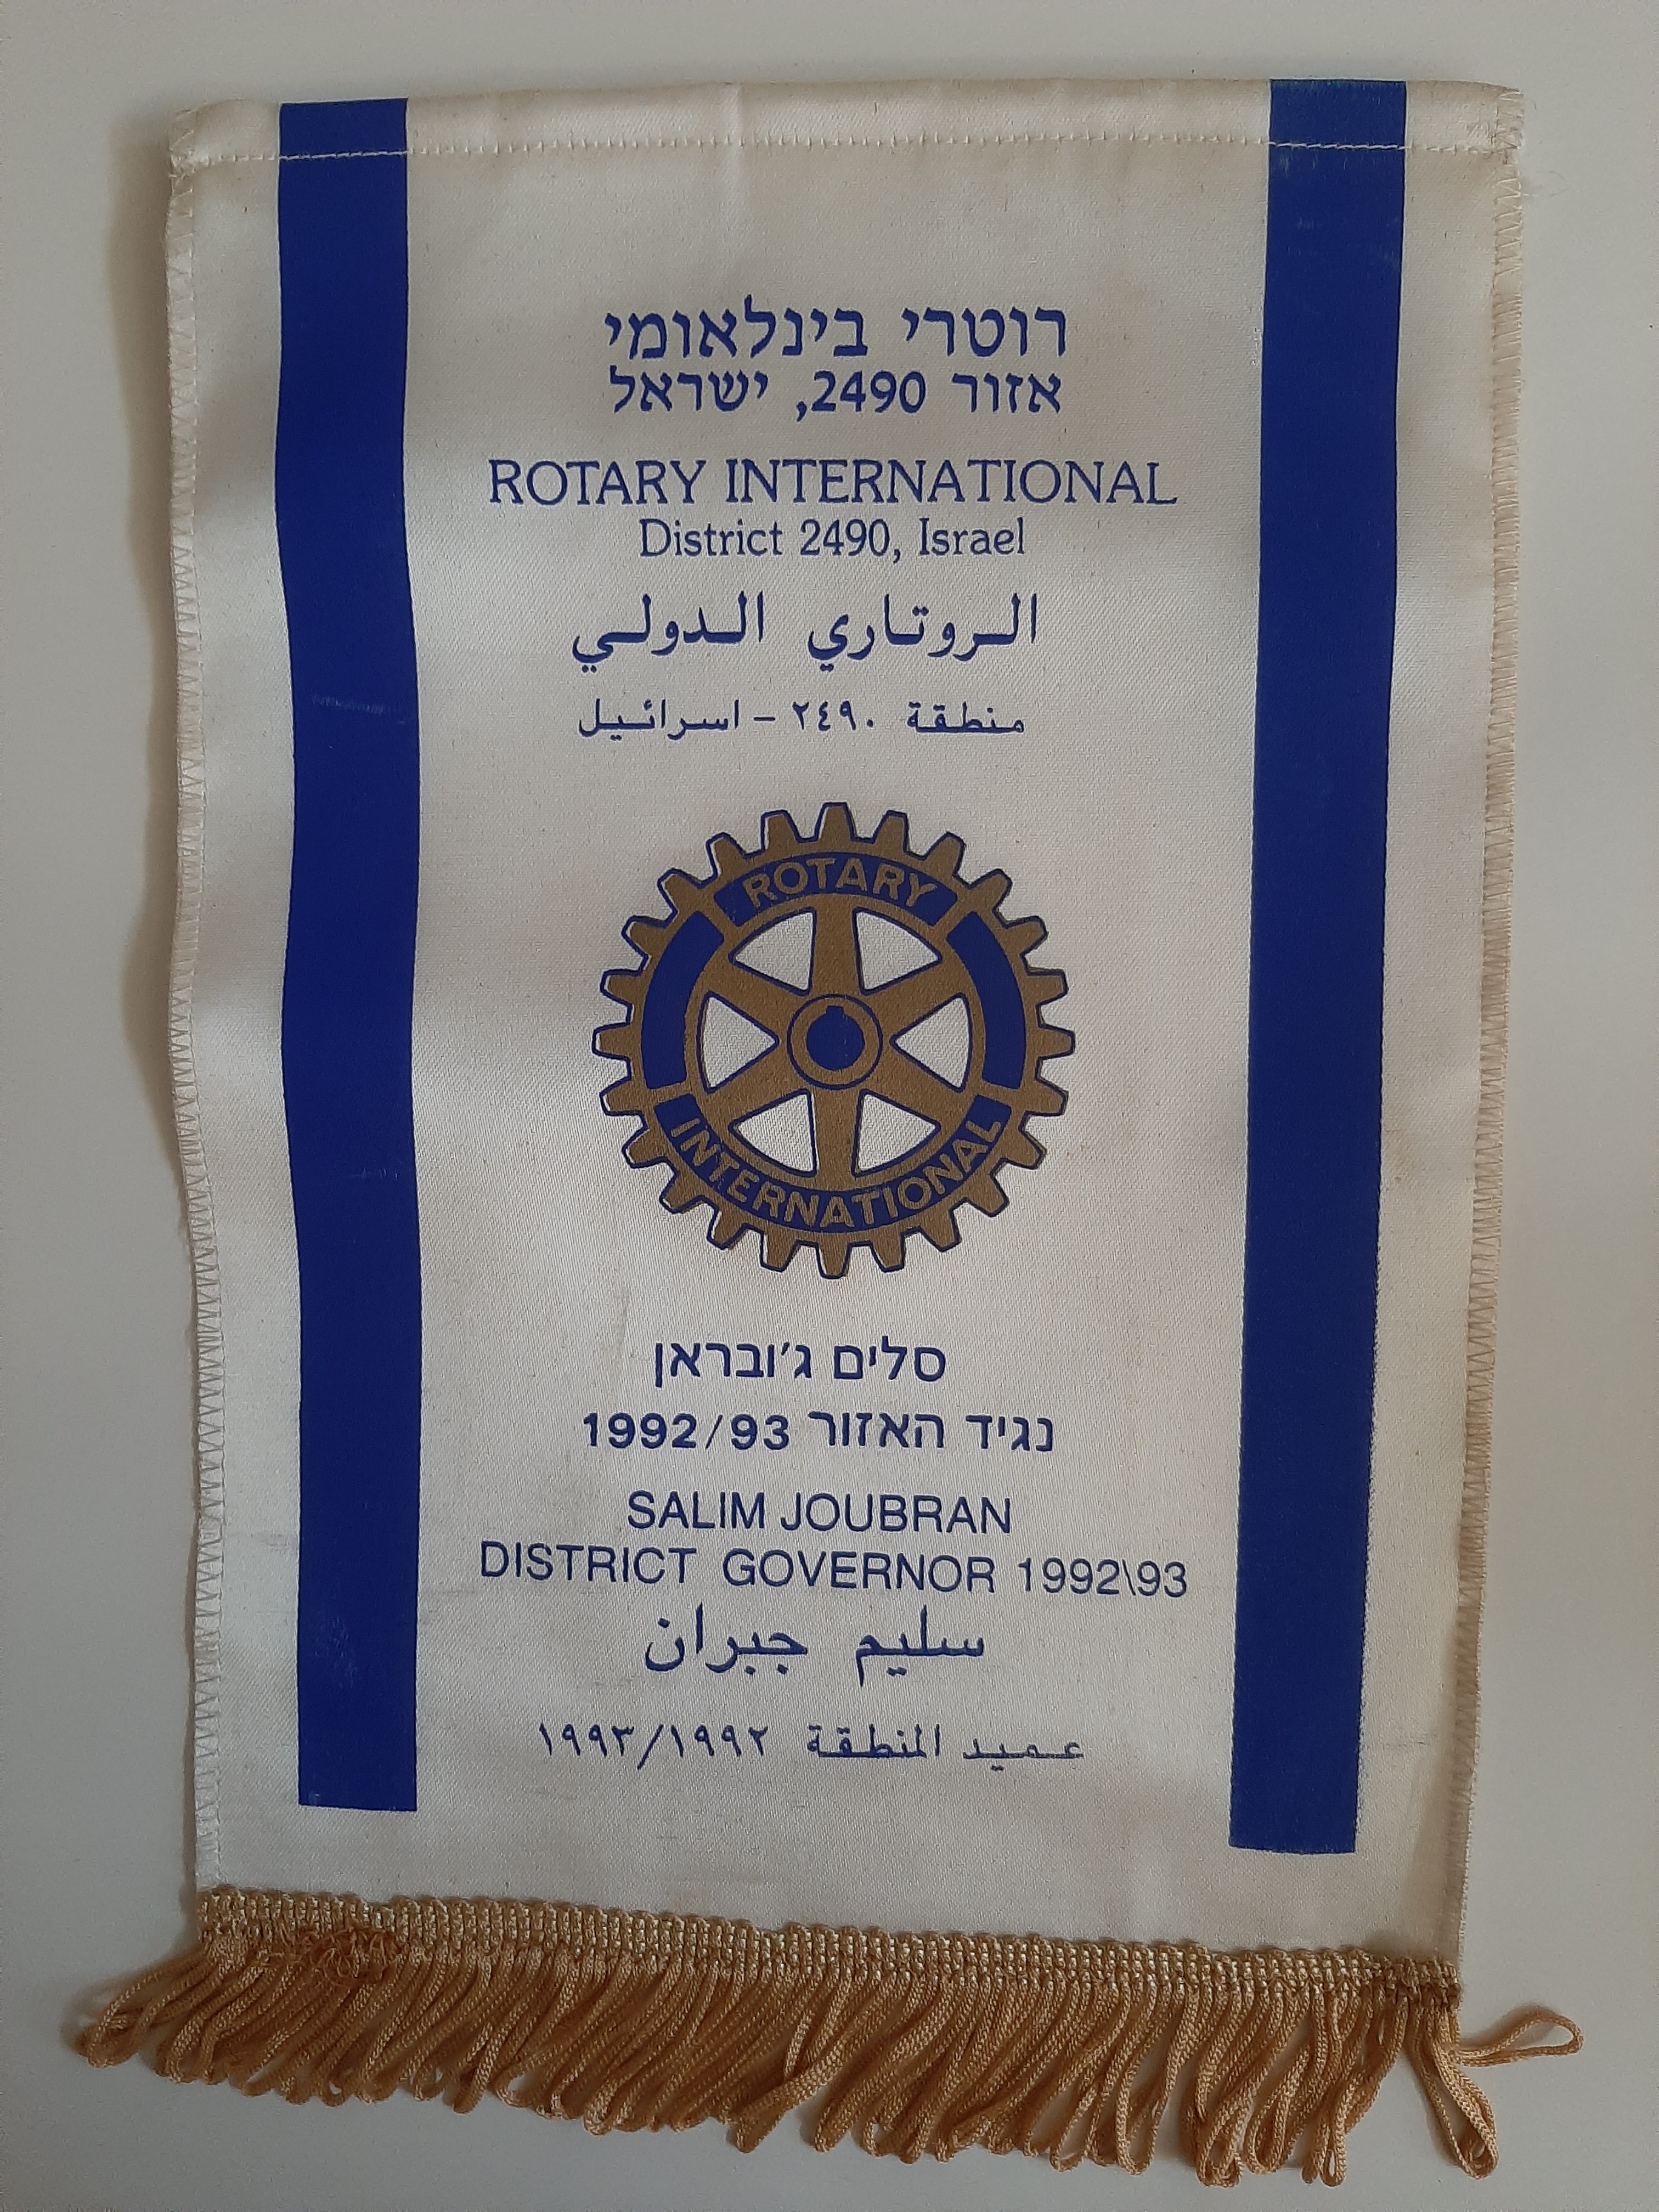 רוטרי בינלאומי
אזור 2490, ישראל
ROTARY INTERNATIONAL
District 2490, Israel
الروتاري الدولي
منطقة ٢٤٩٠ - اسرائيل
ROTARY
INTERNATIONAL
סלים ג'ובראן
נגיד האזור 1992/93
SALIM JOUBRAN
DISTRICT GOVERNOR 1992\93
سليم جبران
عميد المنطقة ١٩٩٣/١٩٩٢